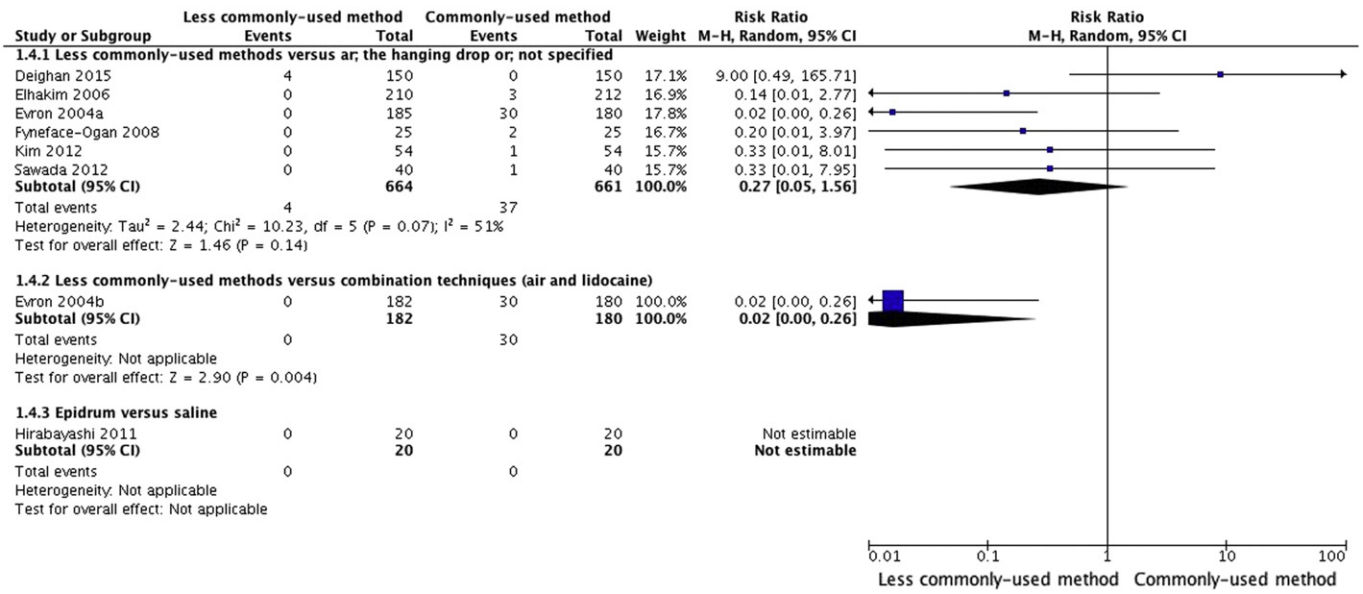 Less commonly-used method Commonly-used method Risk Ratio Risk Ratio
Study or Subgroup Events Total Events Total Weight M-H, Random, 95% CI M-H, Random, 95% CI
1.4.1 Less commonly-used methods versus ar; the hanging drop or; not specified
Deighan 2015 4 150 0 150 17.1% 9.00 [0.49, 165.71]
Elhakim 2006 0 210 3 212 16.9% 0.14 [0.01, 2.77]
Evron 2004a 0 185 30 180 17.8% 0.02 [0.00, 0.26]
Fyneface-Ogan 2008 0 25 2 25 16.7% 0.20 [0.01, 3.97]
Kim 2012 0 54 1 54 15.7% 0.33 [0.01, 8.01]
Sawada 2012 0 40 1 40 15.7% 0.33 [0.01, 7.95]
Subtotal (95% CI) 664 661 100.0% 0.27 [0.05, 1.56]
Total events 4 37
Heterogeneity: Tau² = 2.44; Chi² = 10.23, df = 5 (P = 0.07); I² = 51%
Test for overall effect: Z = 1.46 (P = 0.14)
1.4.2 Less commonly-used methods versus combination techniques (air and lidocaine)
Evron 2004b 0 182 30 180 100.0% 0.02 [0.00, 0.26]
Subtotal (95% CI) 182 180 100.0% 0.02 [0.00, 0.26]
Total events 0 30
Heterogeneity: Not applicable
Test for overall effect: Z = 2.90 (P = 0.004)
1.4.3 Epidrum versus saline
Hirabayashi 2011 0 20 0 20 Not estimable
Subtotal (95% CI) 20 20 Not estimable
Total events 0 0
Heterogeneity: Not applicable
Test for overall effect: Not applicable
0.01 0.1 1 10 100
Less commonly-used method Commonly-used method